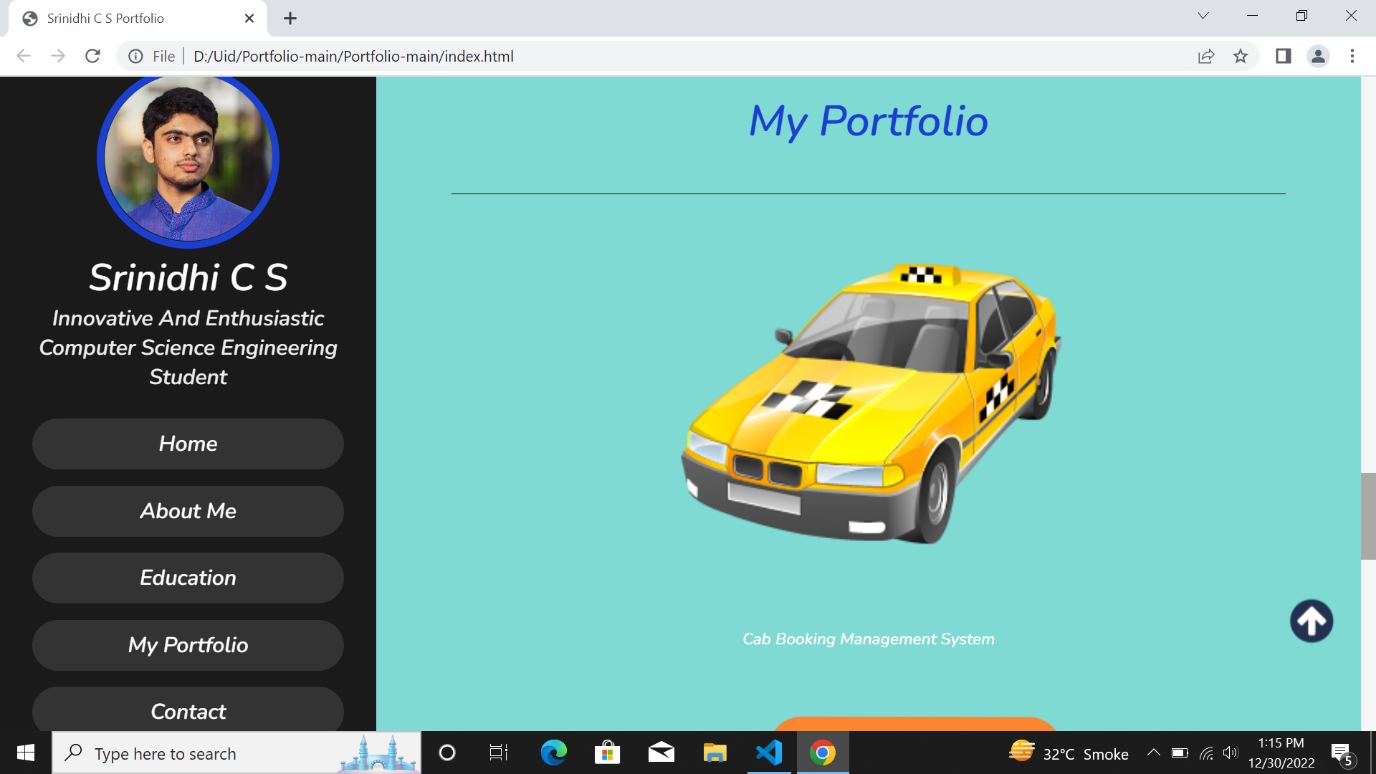 Srinidhi C S Portfolio
File
D:/Uid/Portfolio-main/Portfolio-main/index.html
Srinidhi C S
Innovative And Enthusiastic
Computer Science Engineering
Student
Home
About Me
Education
My Portfolio
Contact
My Portfolio
Cab Booking Management System
Type here to search
32°C Smoke
1:15 PM
12/30/2022
5